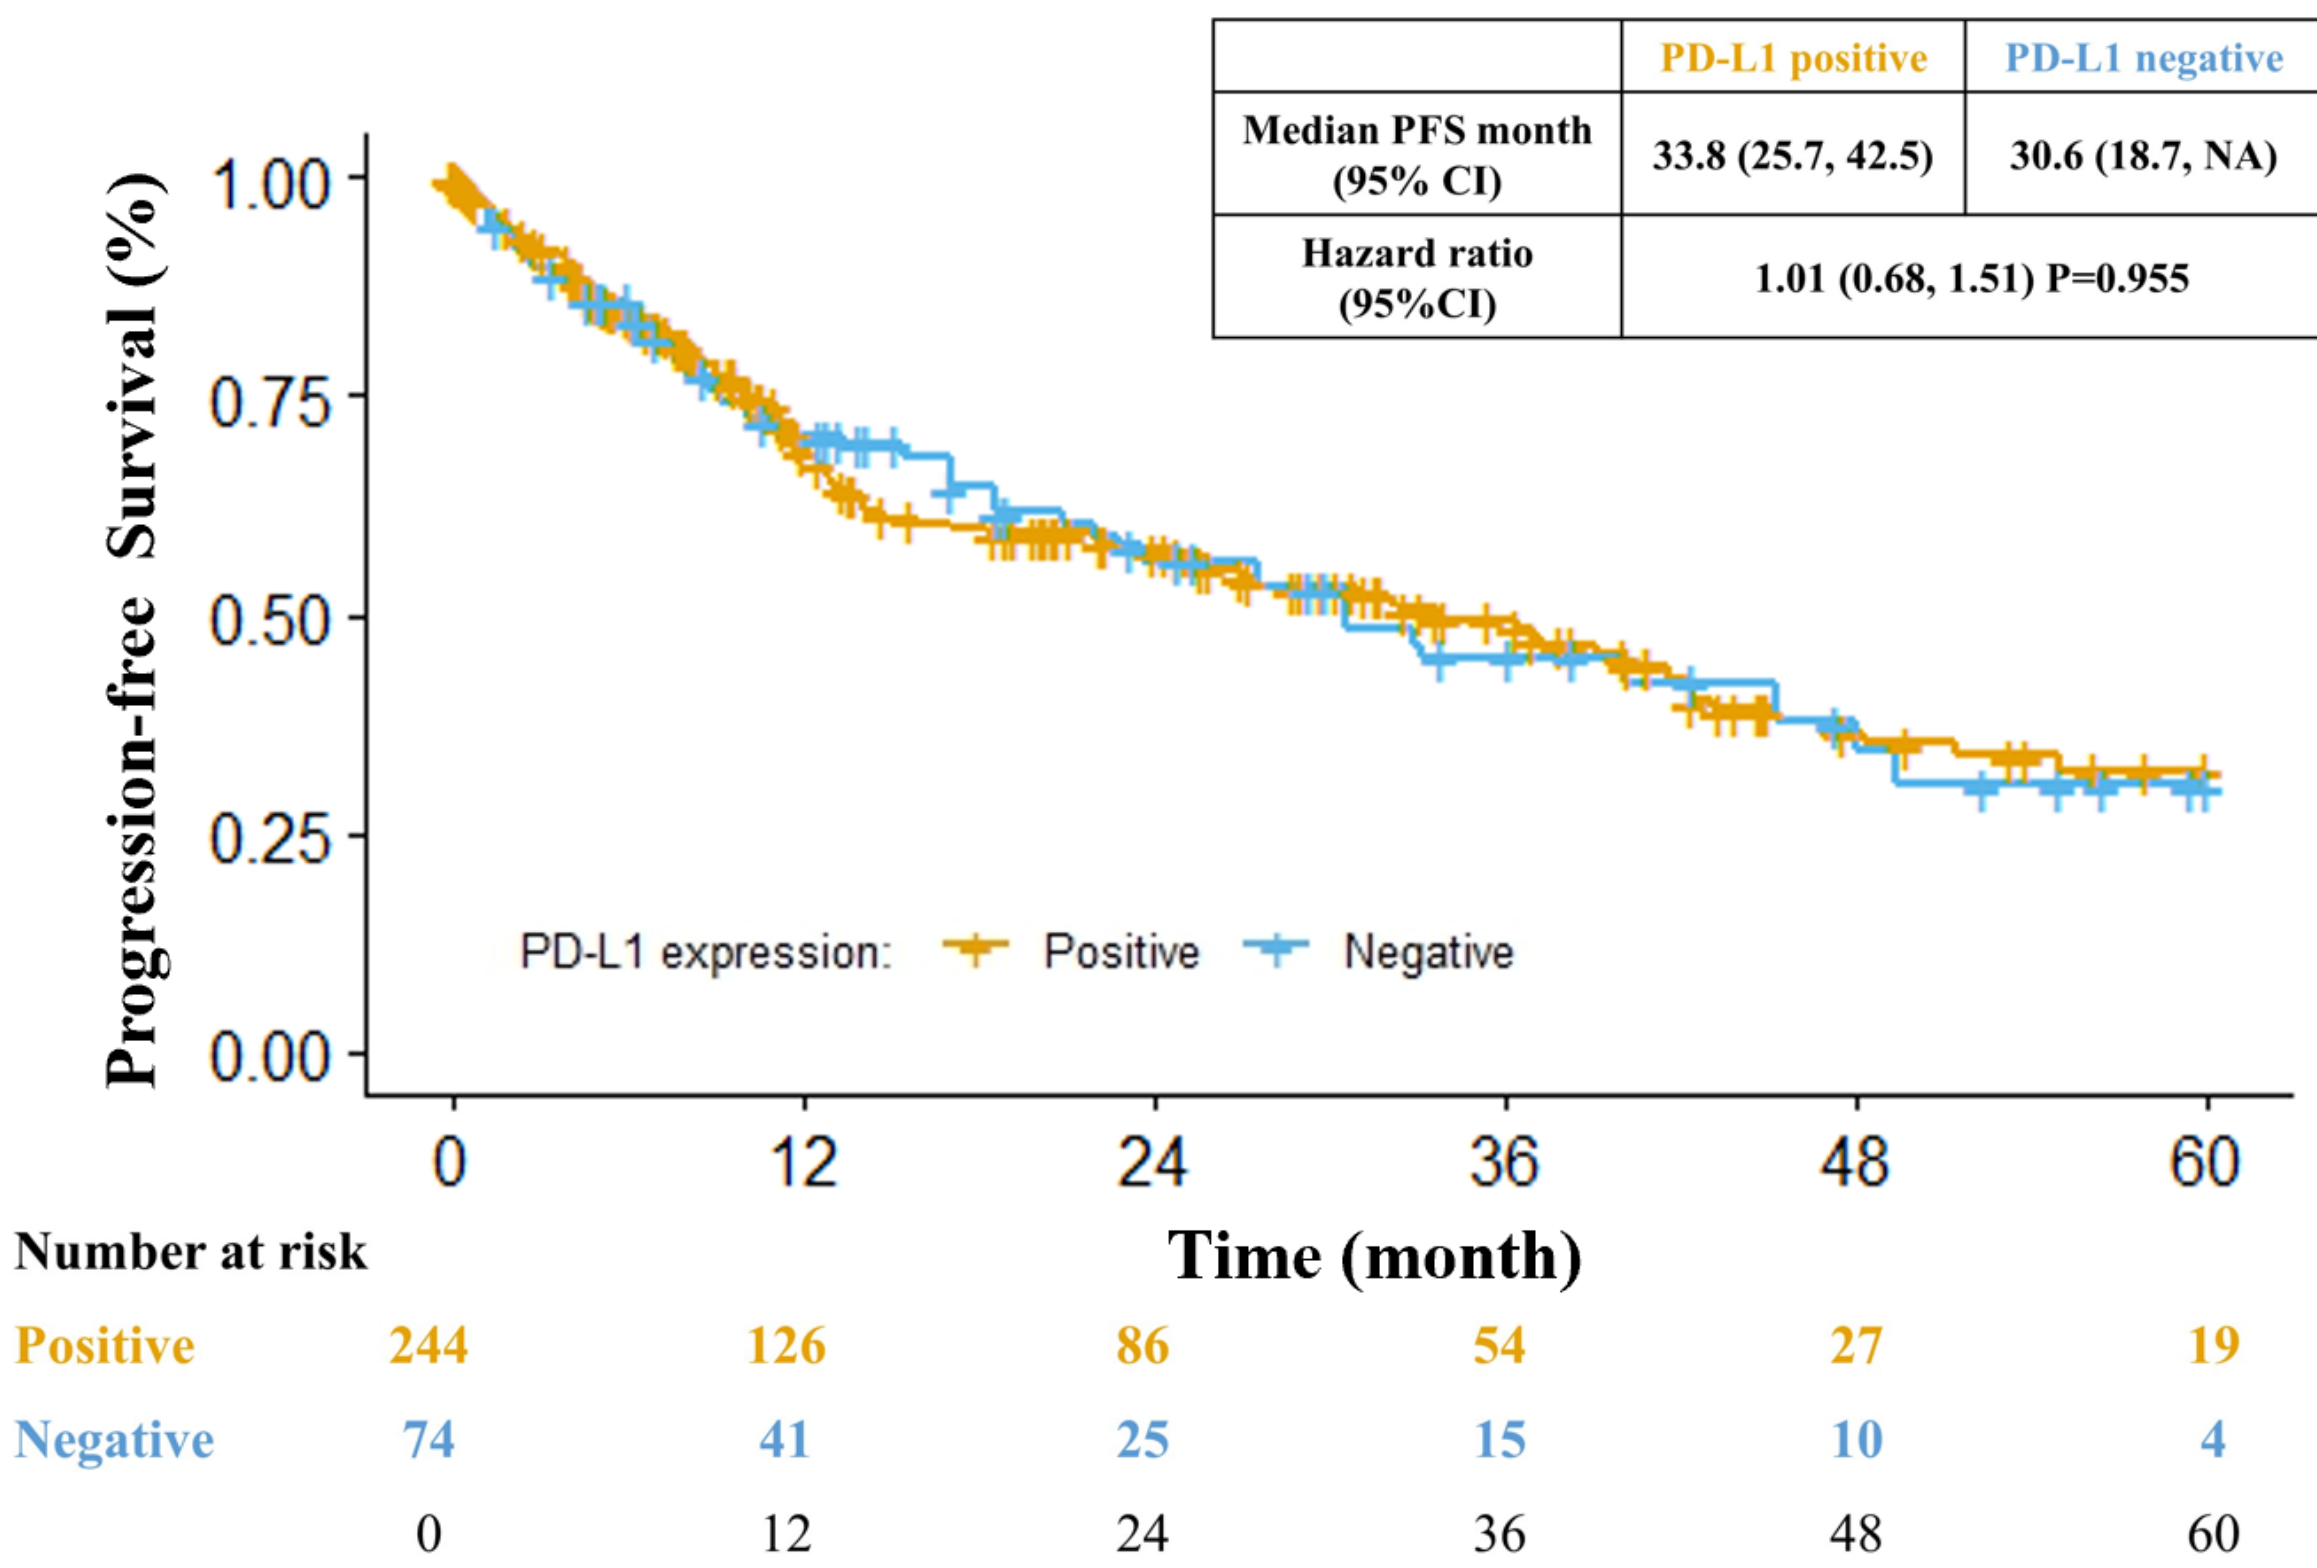 PD-L1 positive PD-L1 negative
Median PFS month
(95% CI)
33.8 (25.7, 42.5) 30.6 (18.7, NA)
Hazard ratio
(95%CI)
1.01 (0.68, 1.51) P=0.955
Progression-free Survival (%)
1.00
0.75
0.50
0.25
0.00
PD-L1 expression: Positive Negative
0 12 24 36 48 60
Time (month)
Number at risk
Positive 244 126 86 54 27 19
Negative 74 41 25 15 10 4
0 12 24 36 48 60